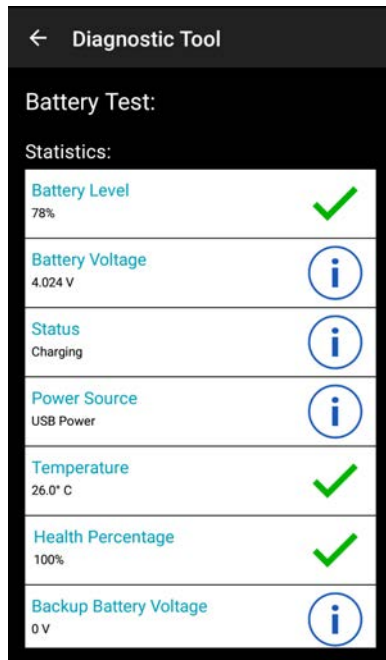 Diagnostic Tool
Battery Test:
Statistics:
Battery Level
78%
Battery Voltage
4.024 V
Status
Charging
Power Source
USB Power
Temperature
26.0° C
Health Percentage
100%
Backup Battery Voltage
0 V